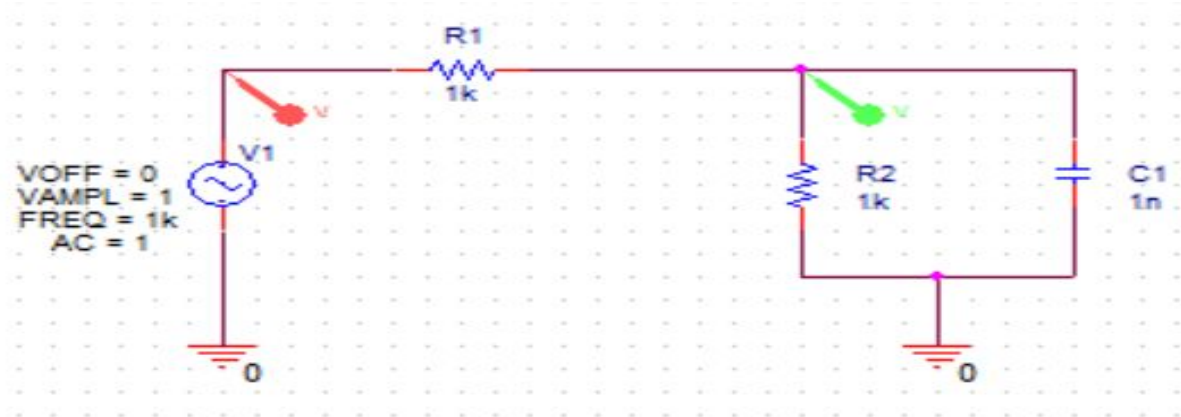 R1
1k
V
V
V1
VOFF = 0
VAMPL = 1
FREQ = 1k
AC = 1
R2
1k
C1
1n
0
0